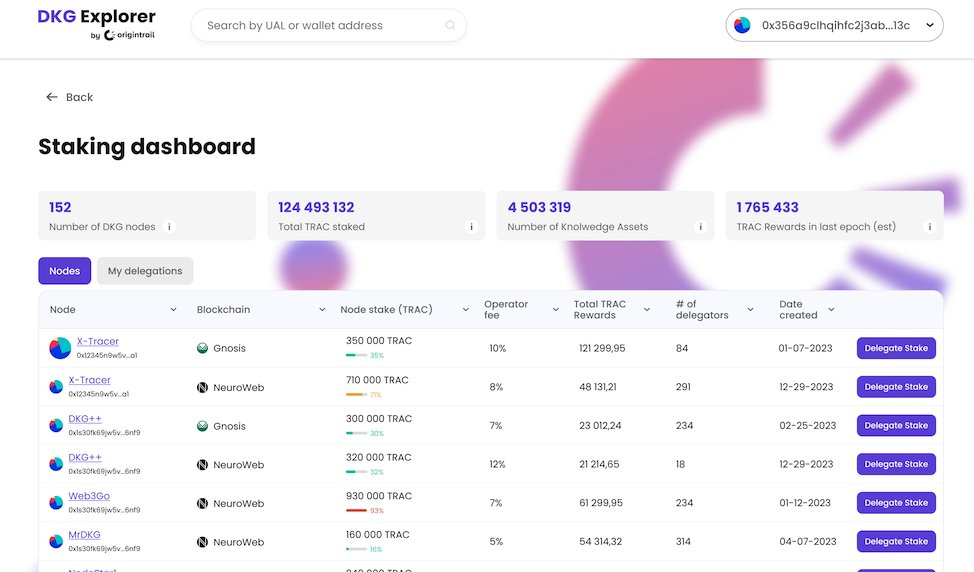 DKG Explorer
by origintrail
Search by UAL or wallet address
0x356a9clhqihfc2j3ab...13c
Back
Staking dashboard
152
Number of DKG nodes i
124 493 132
Total TRAC staked i
4 503 319
Number of Knolwedge Assets i
1 765 433
TRAC Rewards in last epoch (est) i
Nodes
My delegations
Node Blockchain Node stake (TRAC) Operator fee Total TRAC Rewards # of delegators Date created
X-Tracer
0x12345n9w5v...a1
Gnosis
350 000 TRAC
35%
10% 121 299,95 84 01-07-2023 Delegate Stake
X-Tracer
0x12345n9w5v...a1
NeuroWeb
710 000 TRAC
71%
8% 48 131,21 291 12-29-2023 Delegate Stake
DKG++
0x1s30fk69jw5v...6nf9
Gnosis
300 000 TRAC
30%
7% 23 012,24 234 02-25-2023 Delegate Stake
DKG++
0x1s30fk69jw5v...6nf9
NeuroWeb
320 000 TRAC
32%
12% 21 214,65 18 12-29-2023 Delegate Stake
Web3Go
0x1s30fk69jw5v...6nf9
NeuroWeb
930 000 TRAC
93%
7% 61 299,95 234 01-12-2023 Delegate Stake
MrDKG
0x1s30fk69jw5v...6nf9
NeuroWeb
160 000 TRAC
16%
5% 54 314,32 314 04-07-2023 Delegate Stake